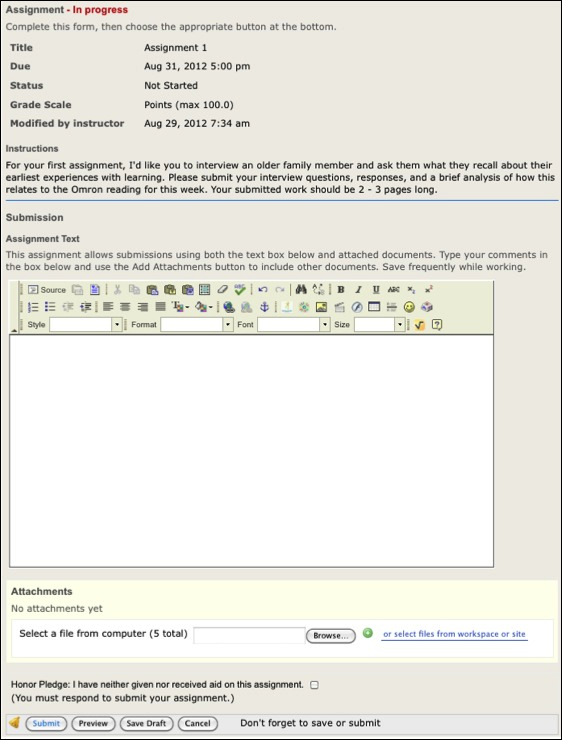 Assignment - In progress
Complete this form, then choose the appropriate button at the bottom.
Title Assignment 1
Due Aug 31, 2012 5:00 pm
Status Not Started
Grade Scale Points (max 100.0)
Modified by instructor Aug 29, 2012 7:34 am
Instructions
For your first assignment, I'd like you to interview an older family member and ask them what they recall about their
earliest experiences with learning. Please submit your interview questions, responses, and a brief analysis of how this
relates to the Omron reading for this week. Your submitted work should be 2 - 3 pages long.
Submission
Assignment Text
This assignment allows submissions using both the text box below and attached documents. Type your comments in
the box below and use the Add Attachments button to include other documents. Save frequently while working.
Source B I U ABC x₂ x²
Style Format Font Size
Attachments
No attachments yet
Select a file from computer (5 total) Browse... or select files from workspace or site
Honor Pledge: I have neither given nor received aid on this assignment.
(You must respond to submit your assignment.)
Submit Preview Save Draft Cancel Don't forget to save or submit